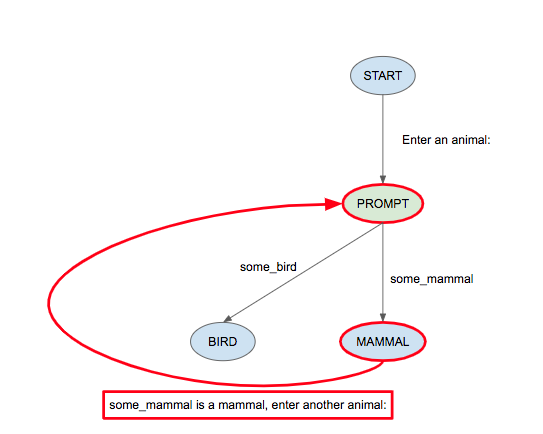 START
Enter an animal:
PROMPT
some_bird
some_mammal
BIRD
MAMMAL
some_mammal is a mammal, enter another animal: